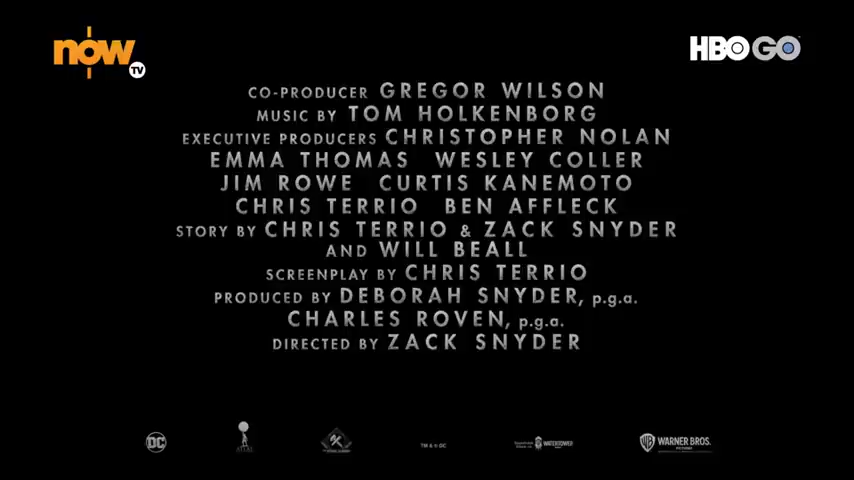 now
TV
HBO GO
CO-PRODUCER GREGOR WILSON
MUSIC BY TOM HOLKENBORG
EXECUTIVE PRODUCERS CHRISTOPHER NOLAN
EMMA THOMAS WESLEY COLLER
JIM ROWE CURTIS KANEMOTO
CHRIS TERRIO BEN AFFLECK
STORY BY CHRIS TERRIO & ZACK SNYDER
AND WILL BEALL
SCREENPLAY BY CHRIS TERRIO
PRODUCED BY DEBORAH SNYDER, p.g.a.
CHARLES ROVEN, p.g.a.
DIRECTED BY ZACK SNYDER
DC
TM & © DC
WATERTOWER
WB WARNER BROS.